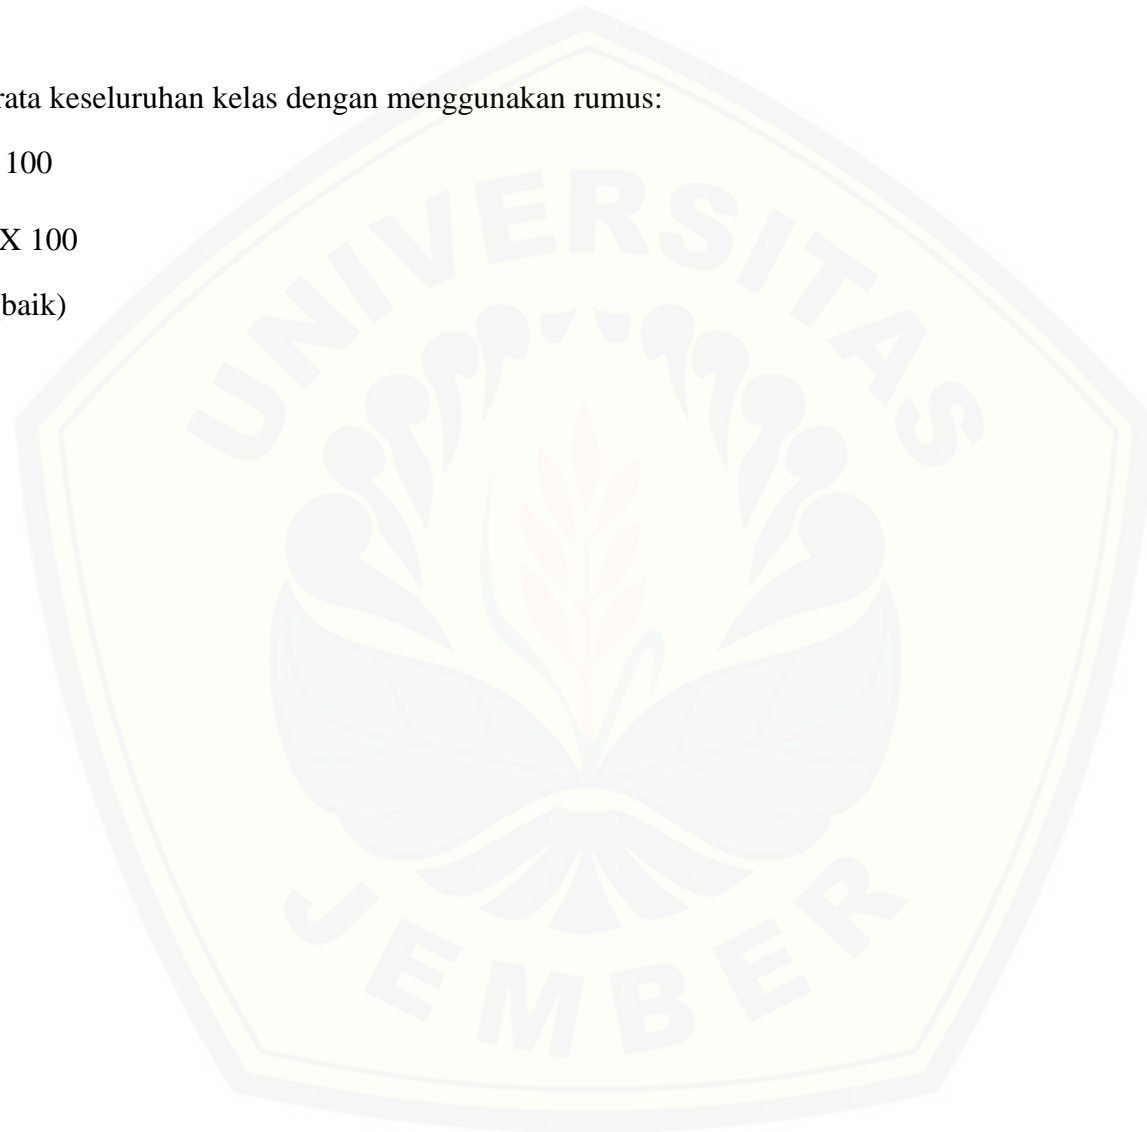 rata keseluruhan kelas dengan menggunakan rumus:
100
X 100
baik)
UNIVERSITAS
JEMBER